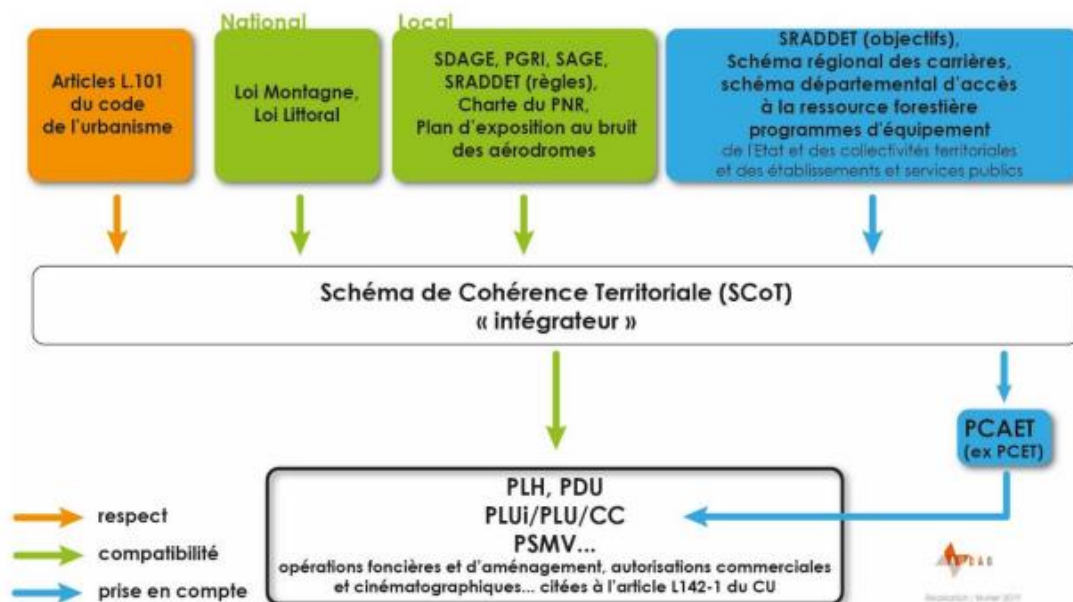 National
Local
Articles L.101
du code
de l'urbanisme
Loi Montagne,
Loi Littoral
SDAGE, PGRI, SAGE,
SRADDET (règles),
Charte du PNR,
Plan d'exposition au bruit
des aérodromes
SRADDET (objectifs),
Schéma régional des carrières,
schéma départemental d'accès
à la ressource forestière
programmes d'équipement
de l'Etat et des collectivités territoriales
et des établissements et services publics
Schéma de Cohérence Territoriale (SCoT)
« intégrateur »
PCAET
(ex PCET)
PLH, PDU
PLUi/PLU/CC
PSMV...
opérations foncières et d'aménagement, autorisations commerciales
et cinématographiques... citées à l'article L142-1 du CU
respect
compatibilité
prise en compte
Réalisation : février 2019